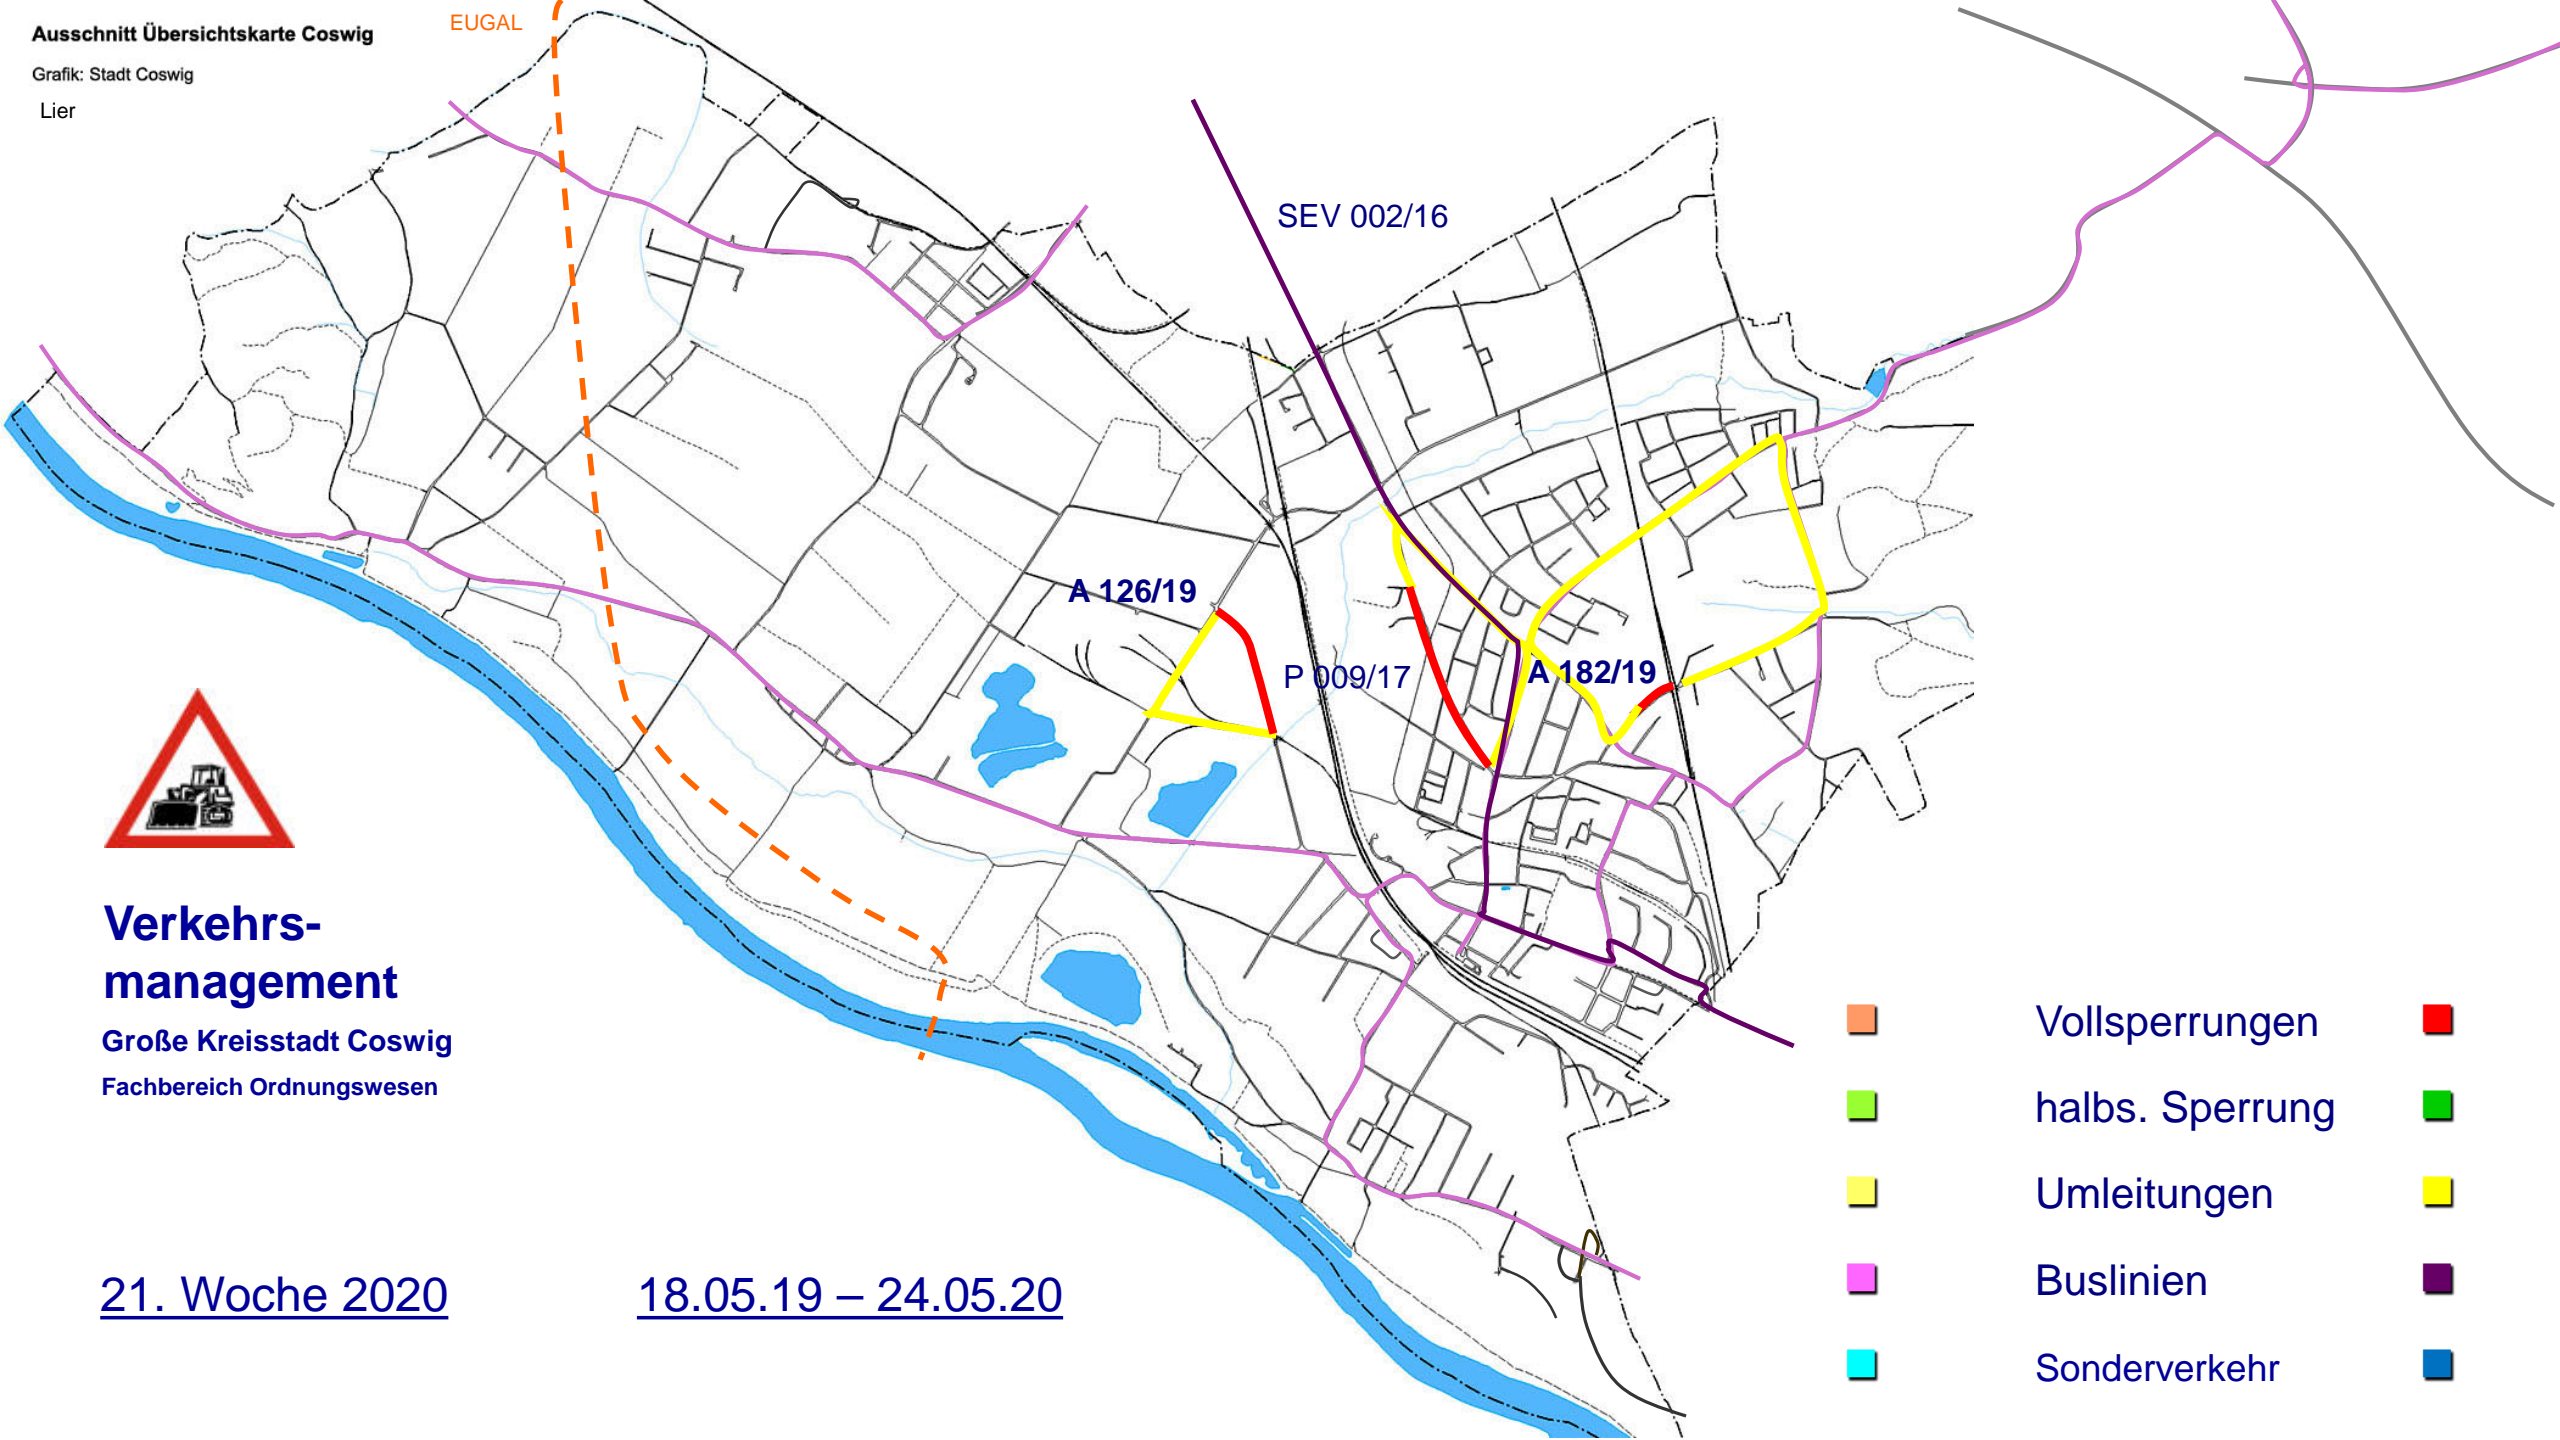 Ausschnitt Übersichtskarte Coswig
EUGAL
Grafik: Stadt Coswig
Lier
SEV 002/16
A 126/19
P 009/17
A 182/19
Verkehrs-
management
Große Kreisstadt Coswig
Fachbereich Ordnungswesen
21. Woche 2020
18.05.19 – 24.05.20
Vollsperrungen
halbs. Sperrung
Umleitungen
Buslinien
Sonderverkehr